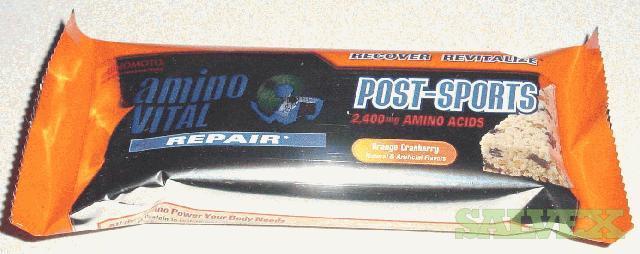 RECOVER REVITALIZE
amino
VITAL
REPAIR
POST-SPORTS
2,400mg AMINO ACIDS
Orange Cranberry
Natural & Artificial Flavors
Power Your Body Needs
SALVEX